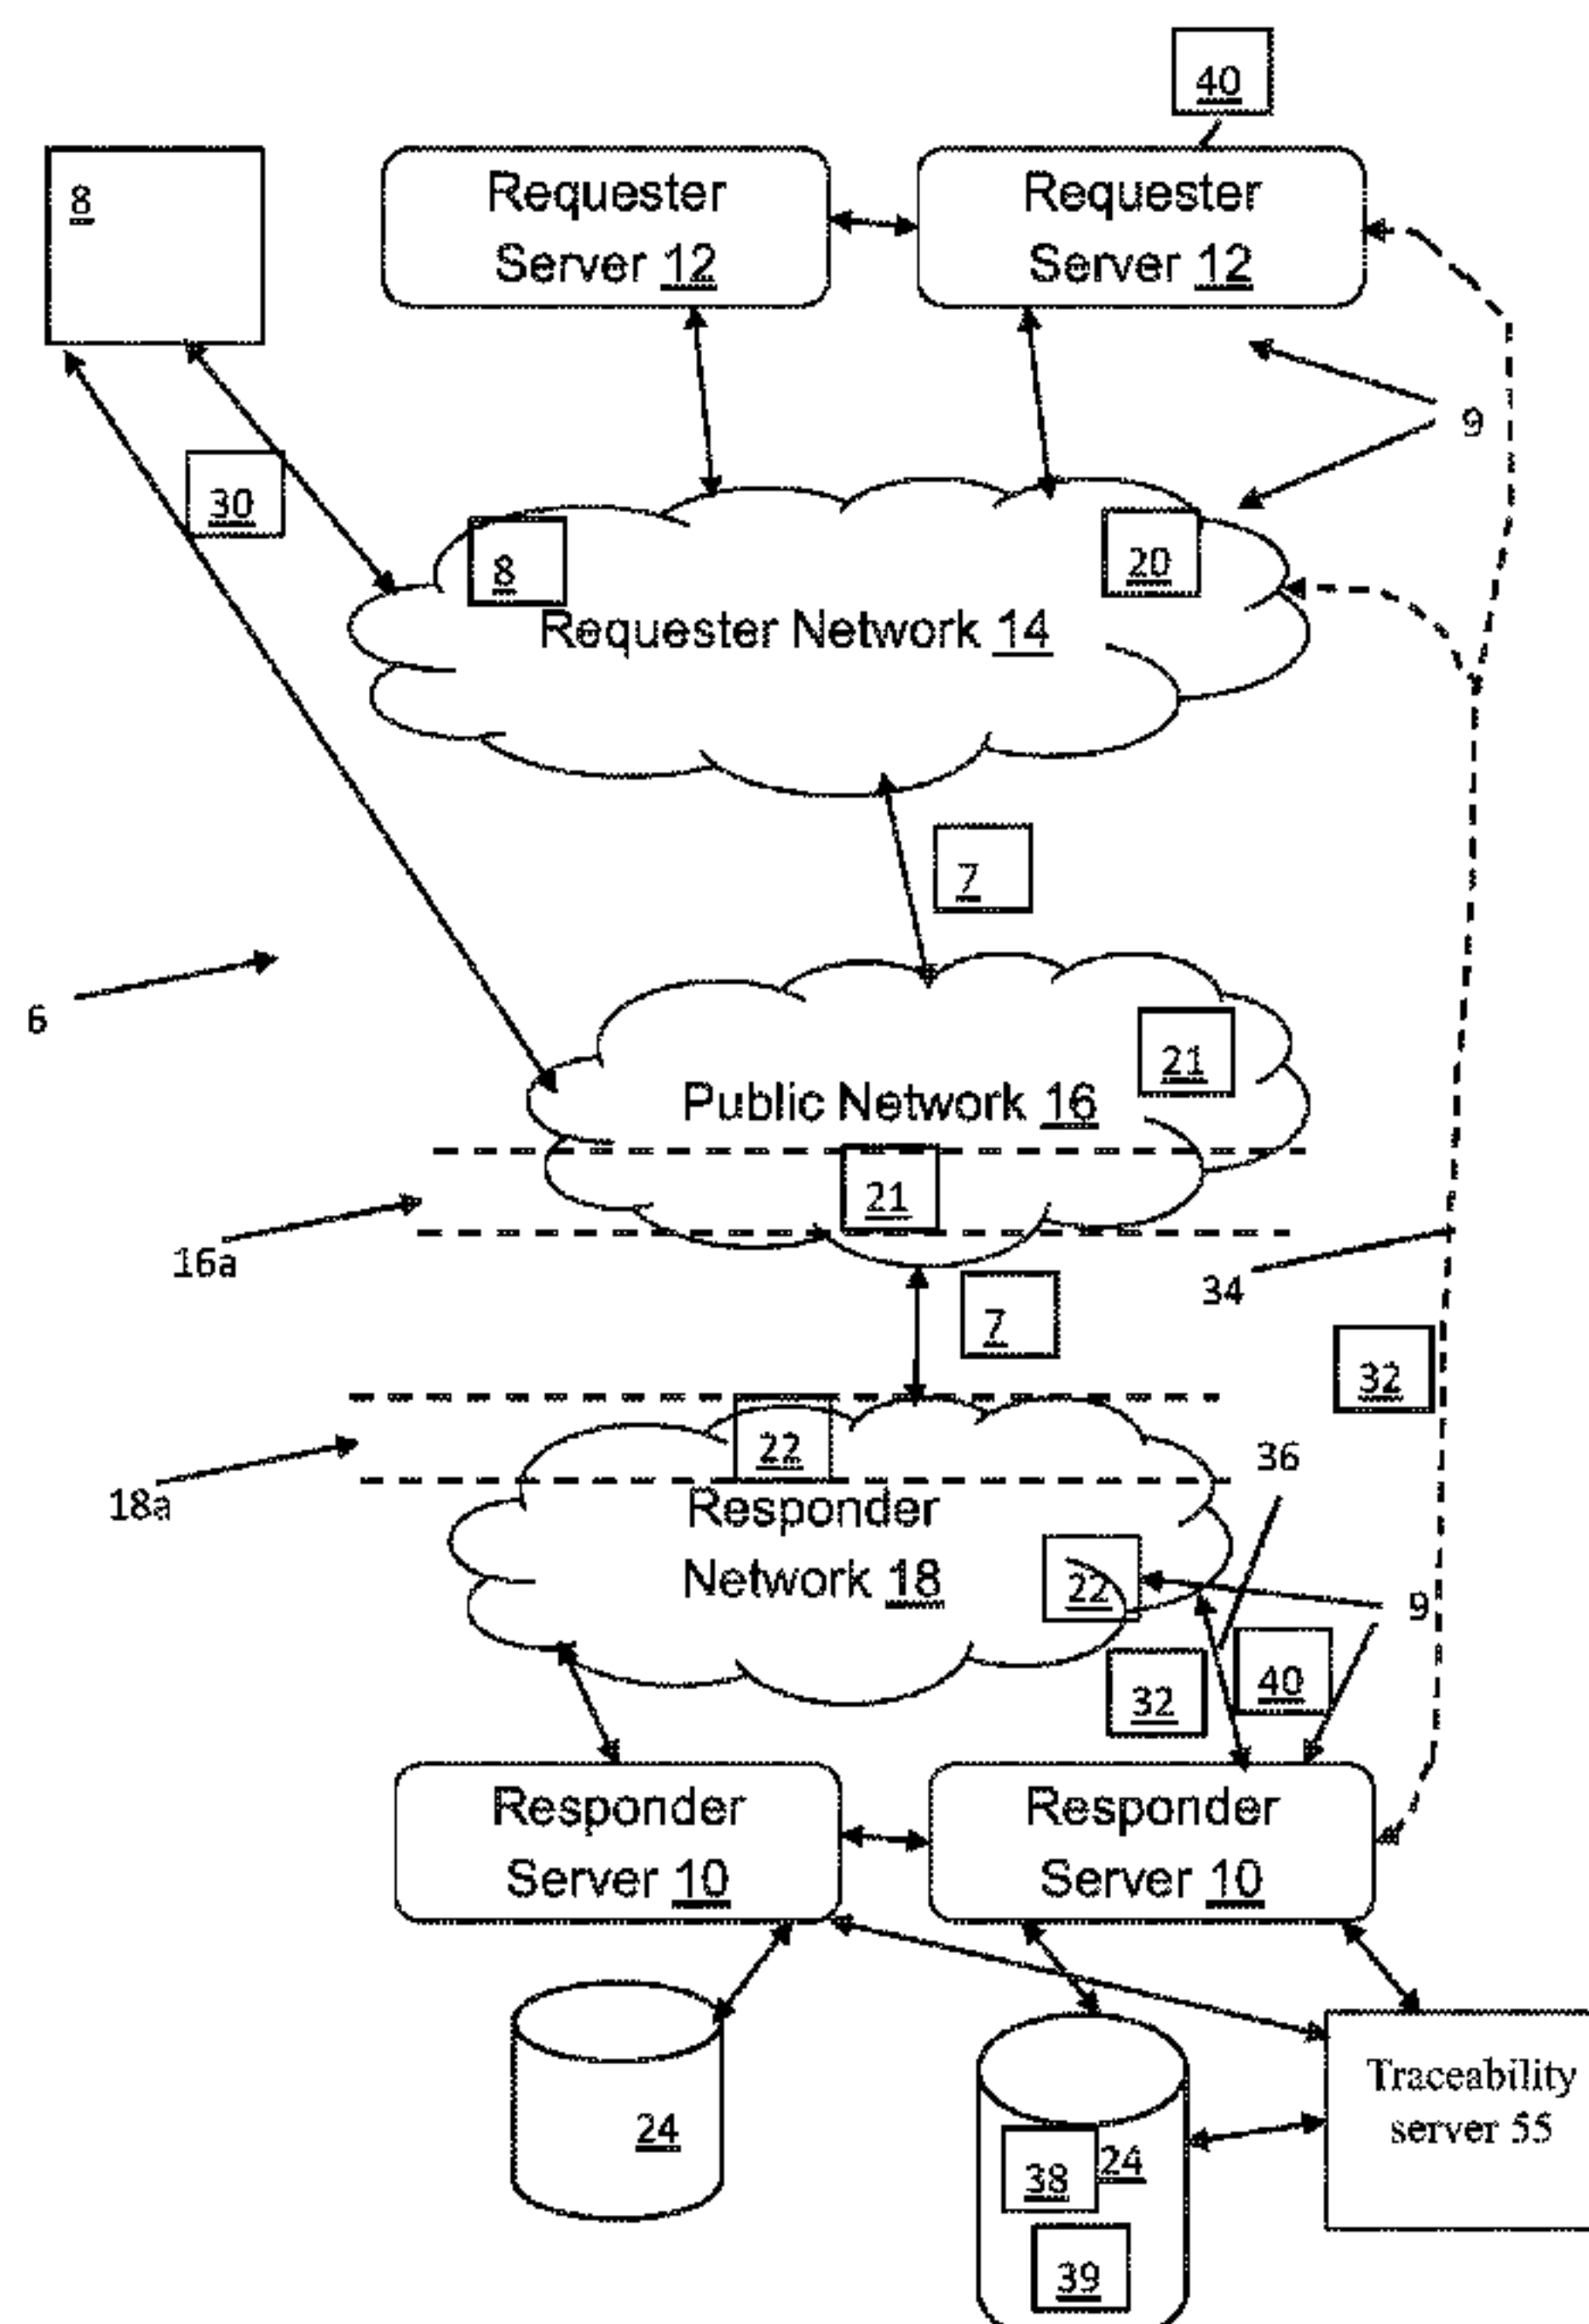 40
8
Requester
Server 12
Requester
Server 12
9
30
8
20
Requester Network 14
7
6
21
Public Network 16
21
16a
34
7
32
22
36
18a
Responder
Network 18
22
9
32
40
Responder
Server 10
Responder
Server 10
24
Traceability
server 55
38
24
39